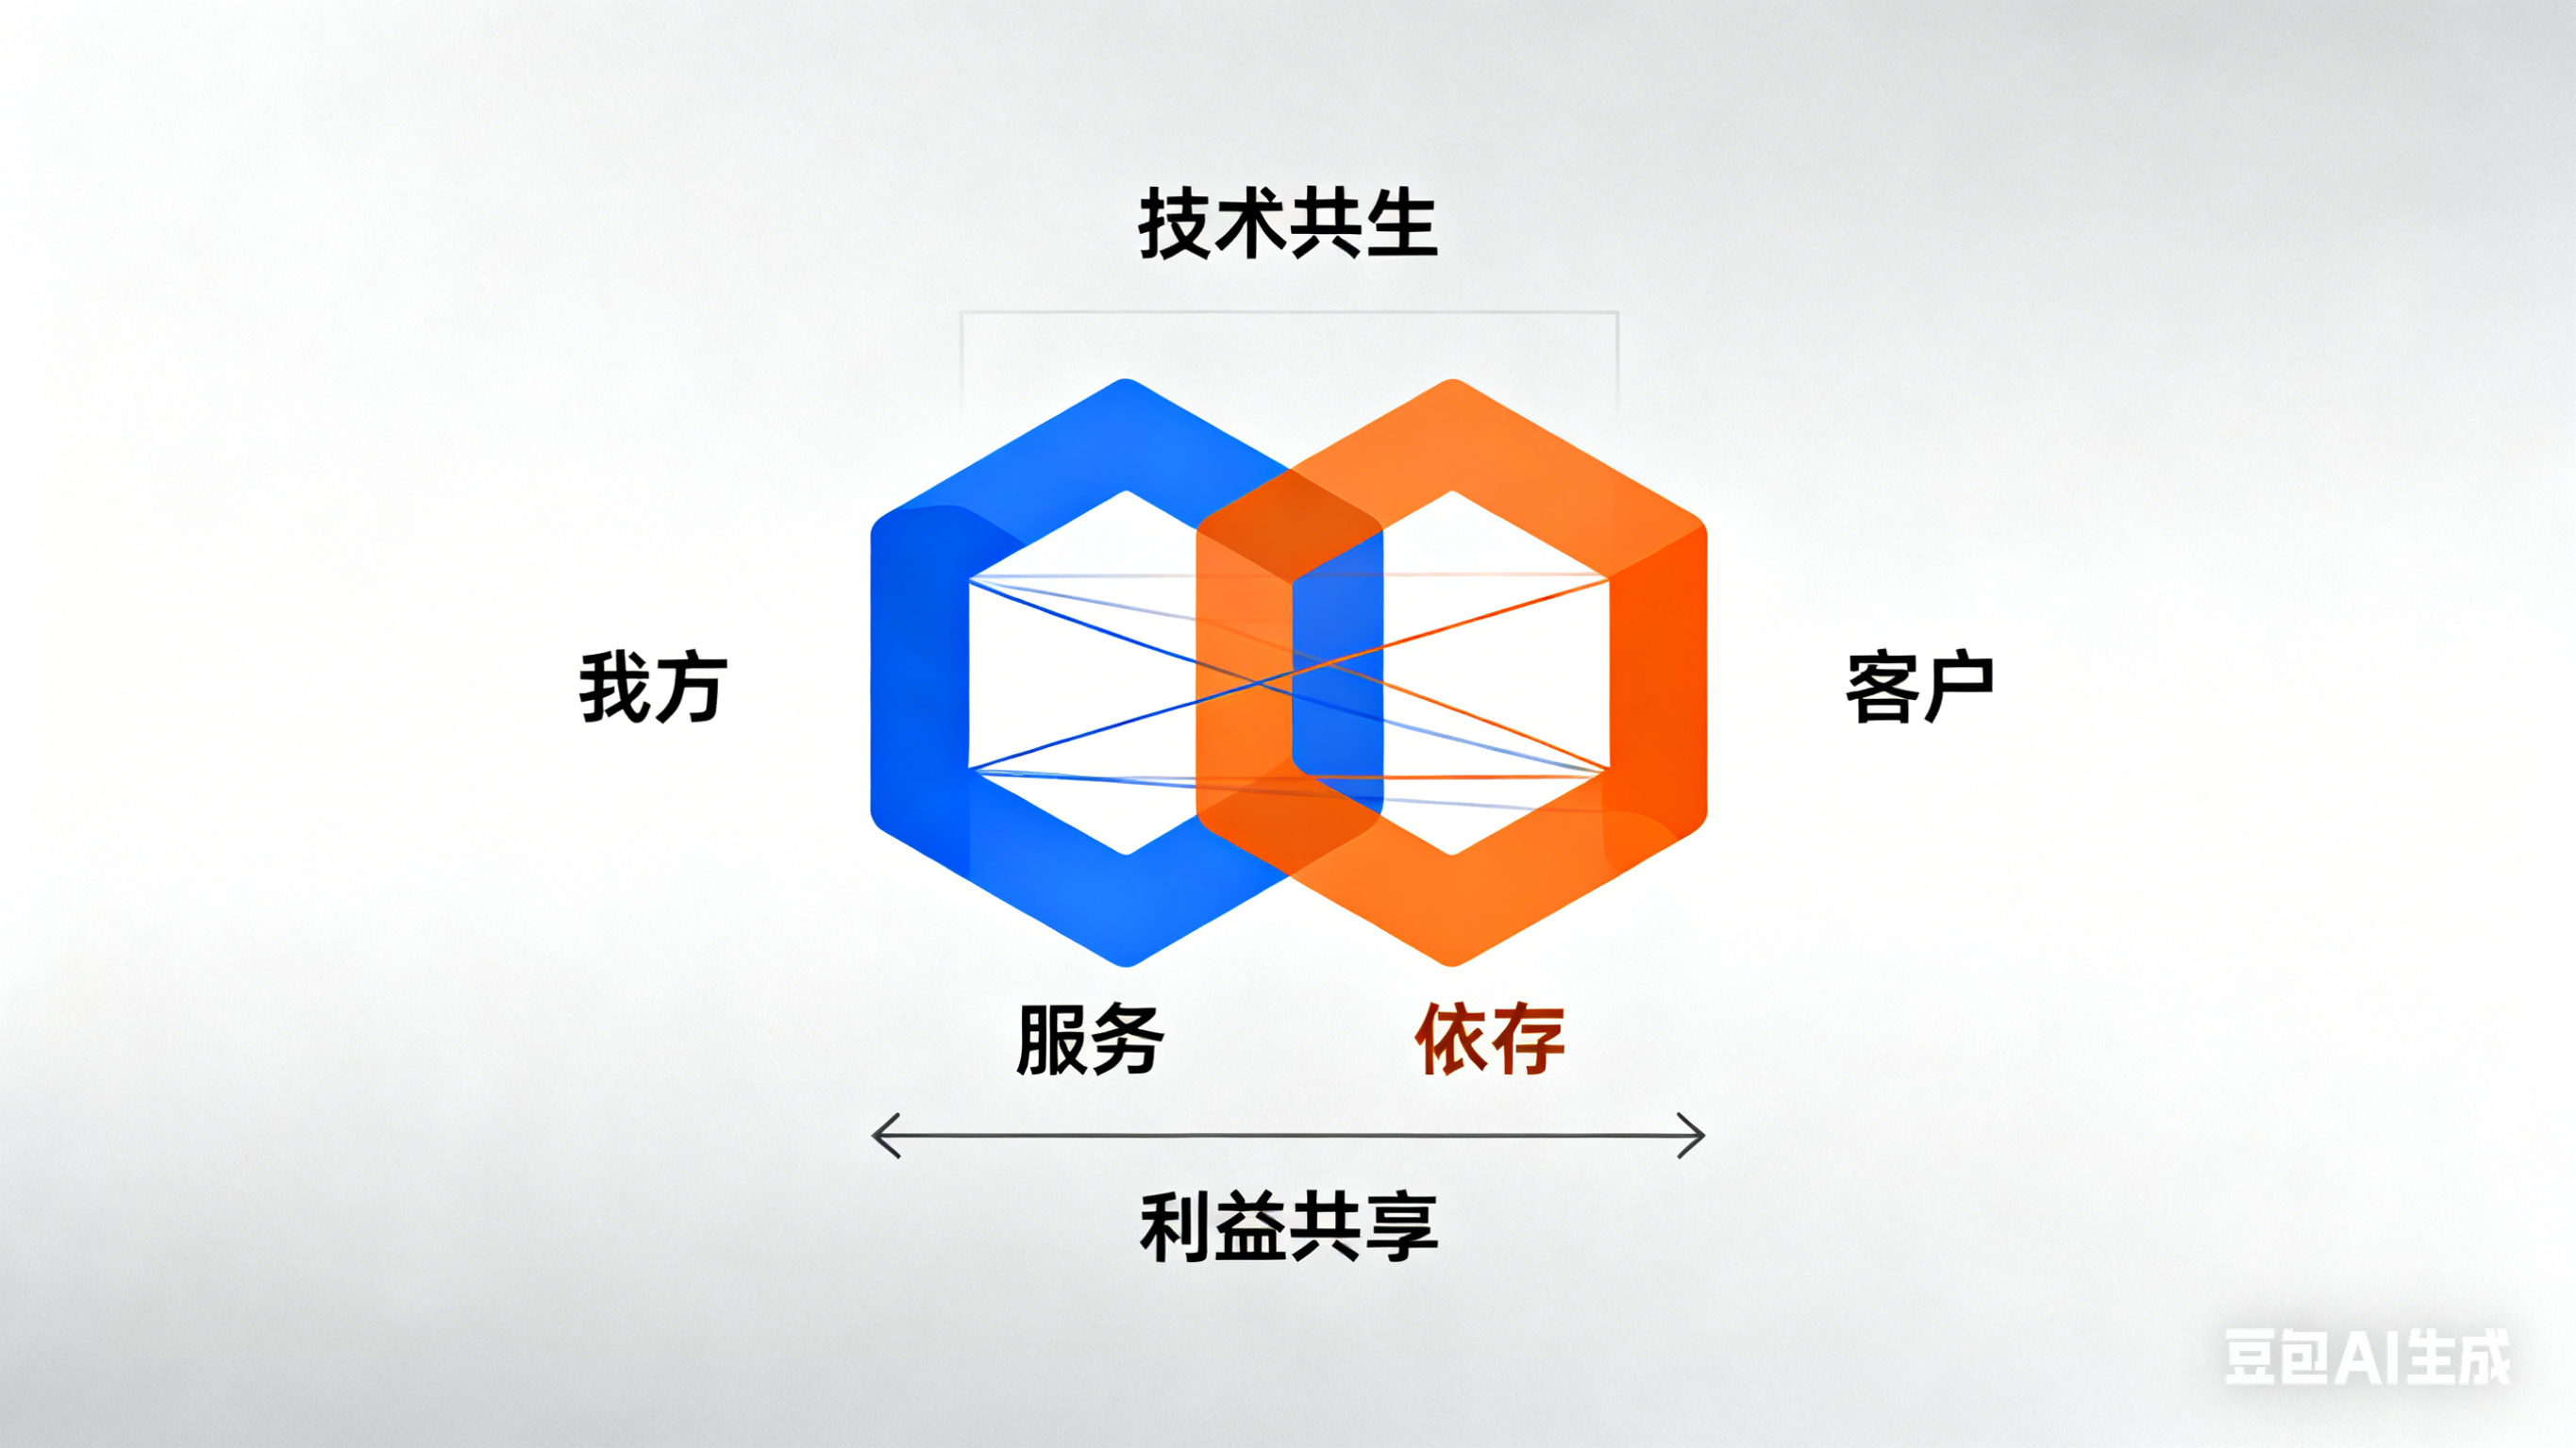 技术共生
我方
客户
服务
依存
利益共享
豆包AI生成